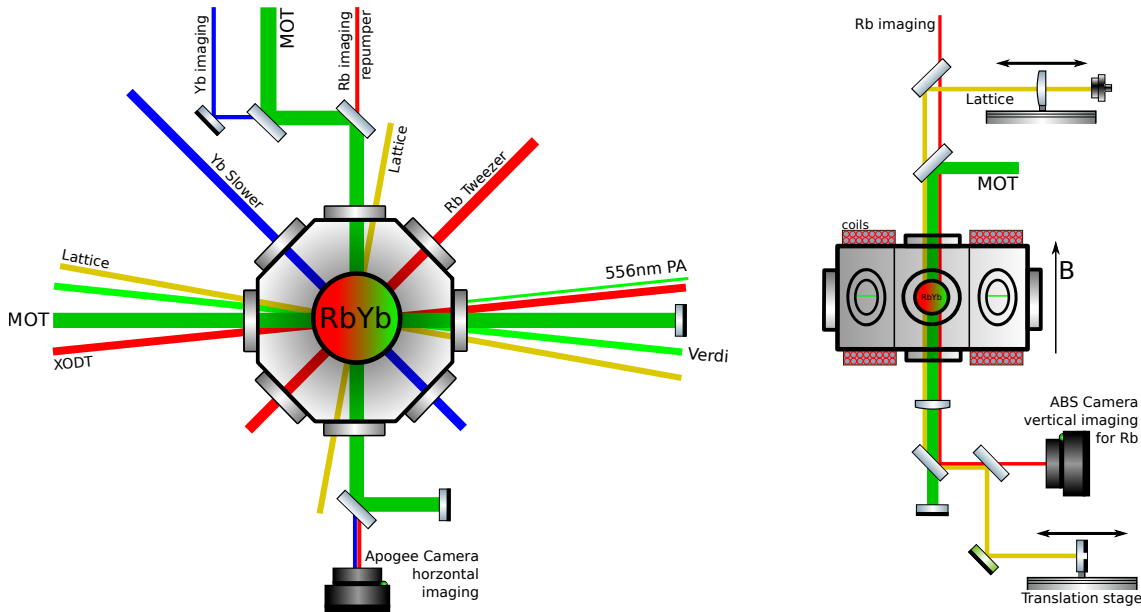 Yb imaging
MOT
Rb imaging
repumper
Yb Slower
Lattice
Rb Tweezer
Lattice
MOT
XODT
RbYb
556nm PA
Verdi
Apogee Camera
horzontal
imaging
Rb imaging
Lattice
MOT
coils
B
RbYb
ABS Camera
vertical imaging
for Rb
Translation stage